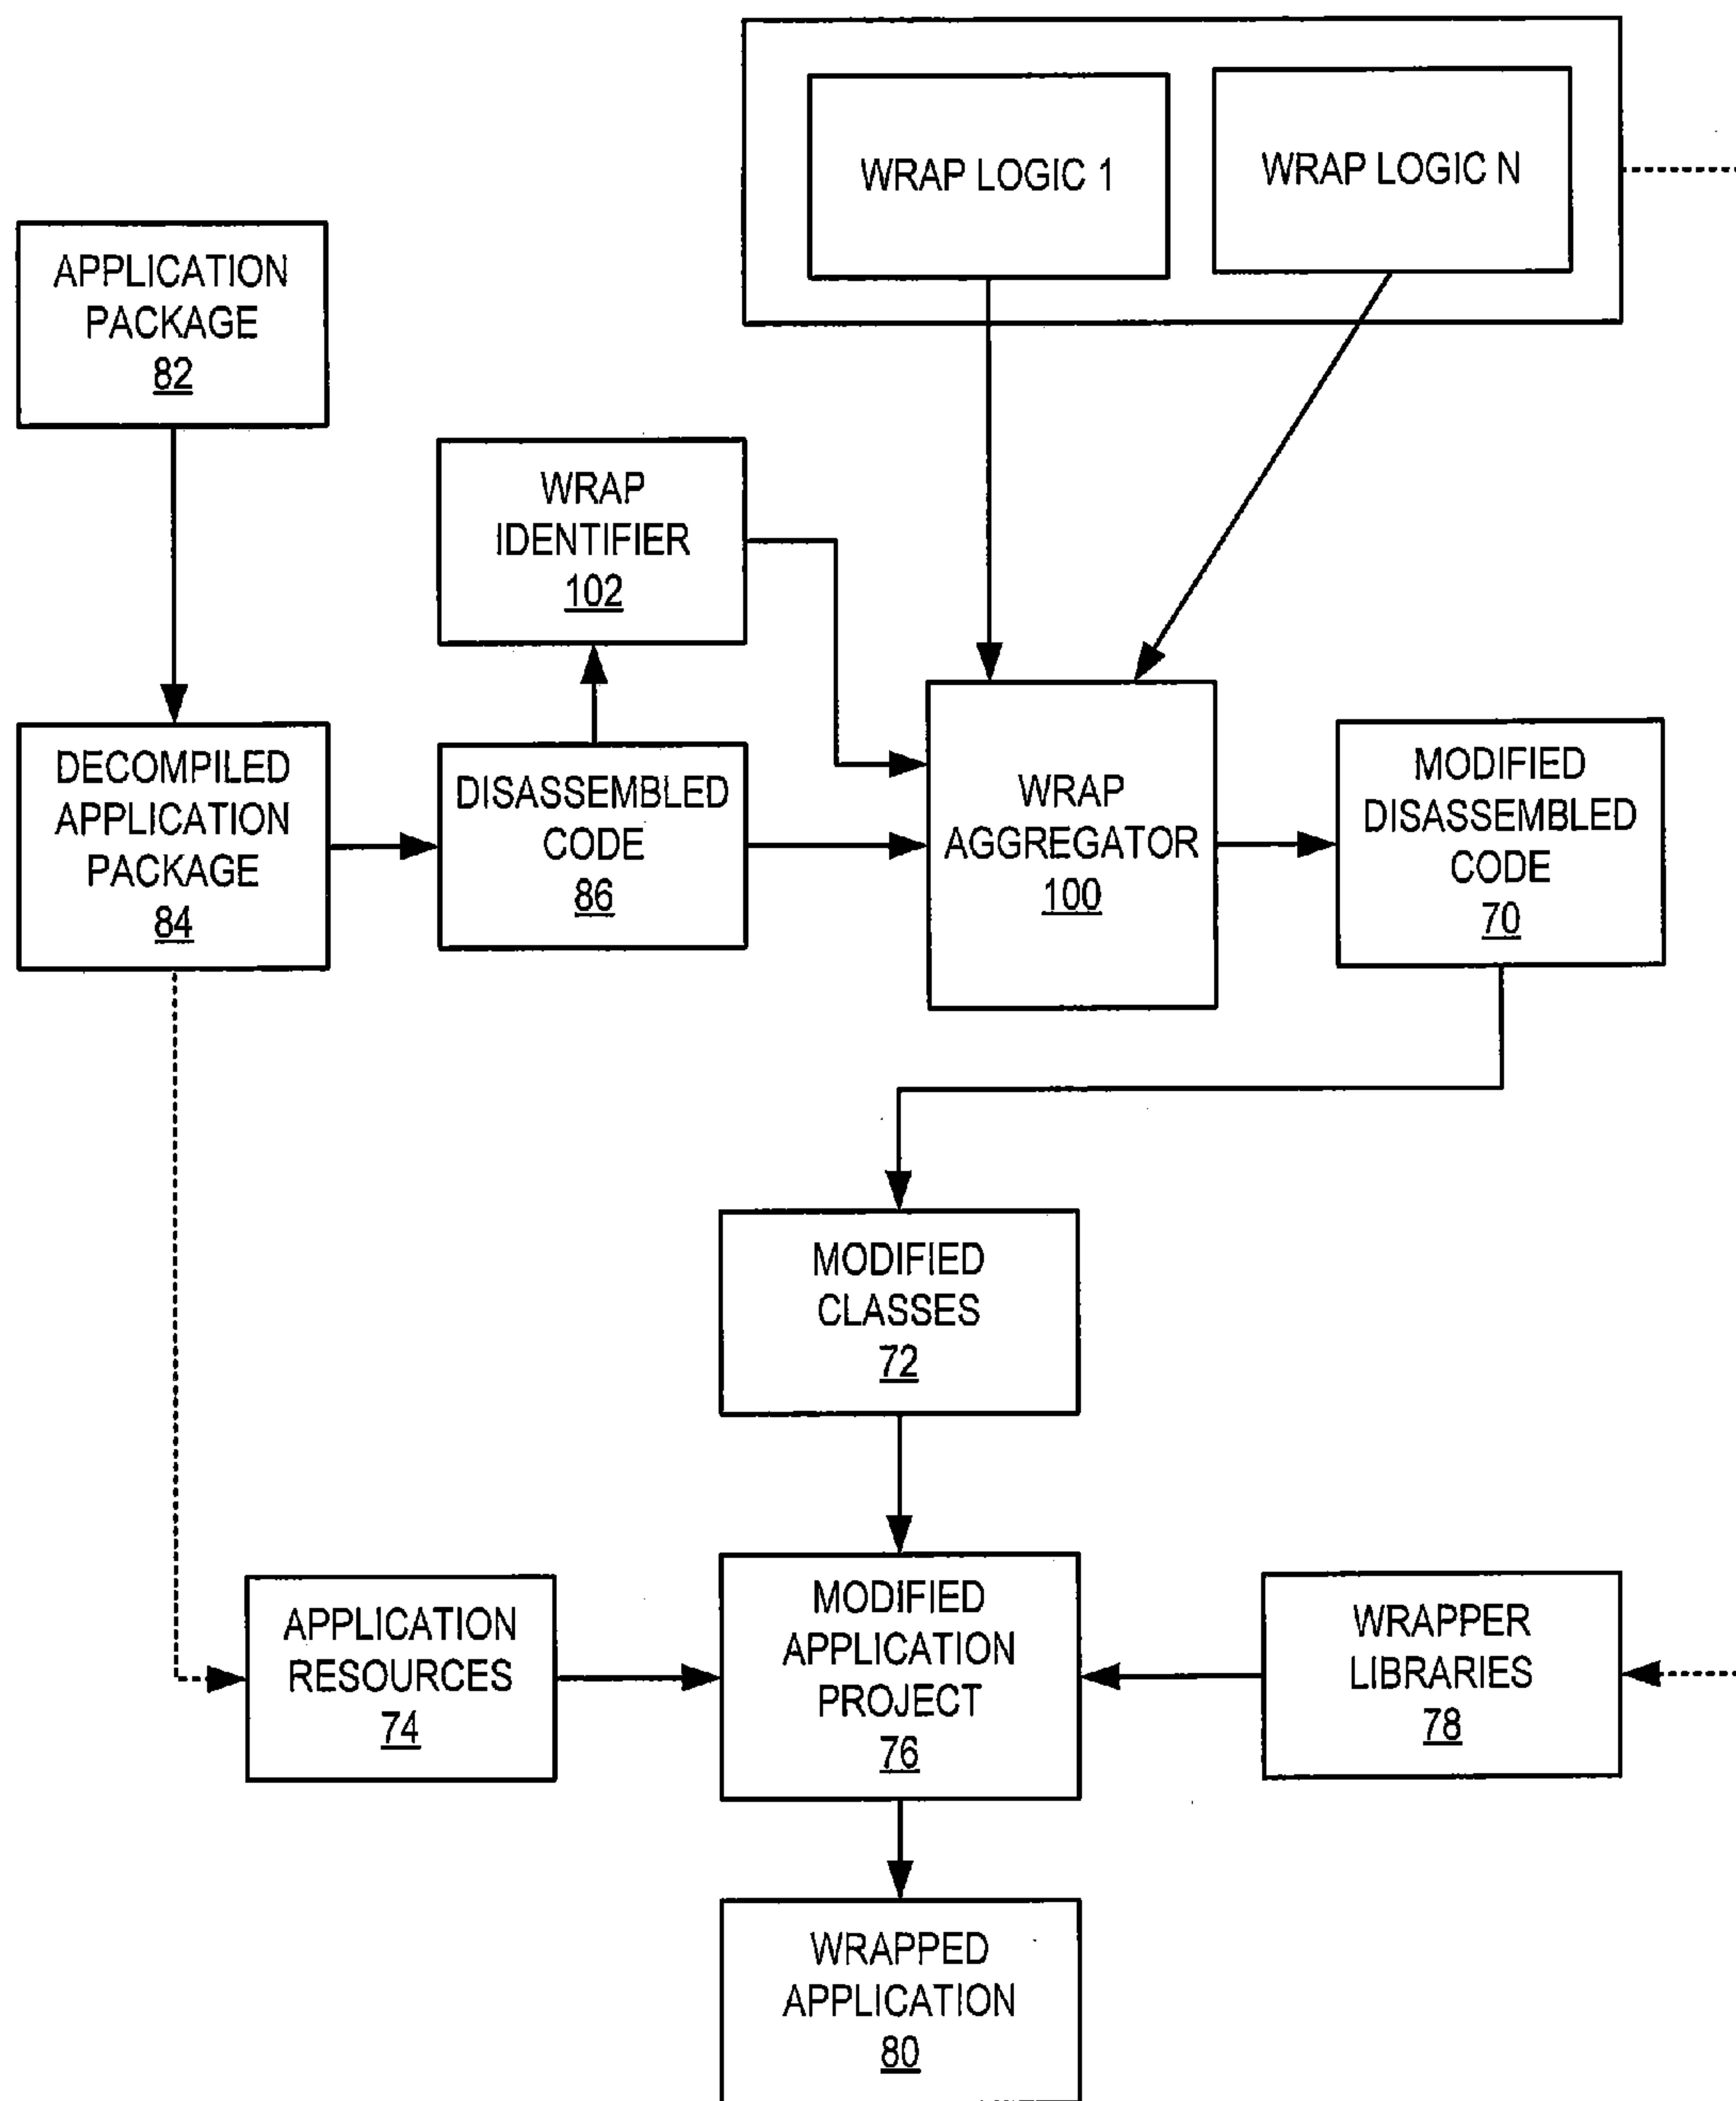 WRAP LOGIC 1
WRAP LOGIC N
APPLICATION
PACKAGE
82
WRAP
IDENTIFIER
102
DECOMPILED
APPLICATION
PACKAGE
84
DISASSEMBLED
CODE
86
WRAP
AGGREGATOR
100
MODIFIED
DISASSEMBLED
CODE
70
MODIFIED
CLASSES
72
APPLICATION
RESOURCES
74
MODIFIED
APPLICATION
PROJECT
76
WRAPPER
LIBRARIES
78
WRAPPED
APPLICATION
80